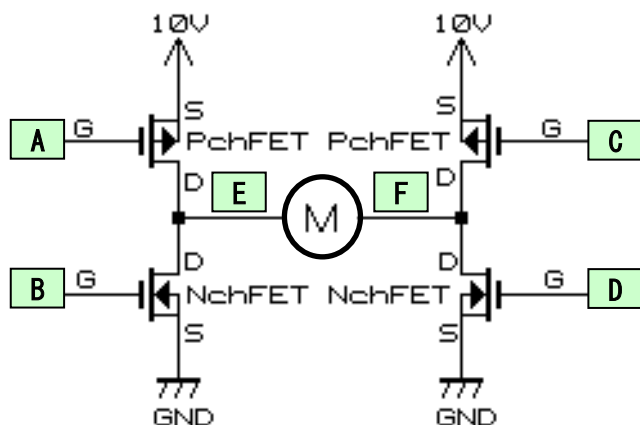 10V 10V
S S
A G PchFET PchFET G C
D D
E F
M
D D
B G NchFET NchFET G D
S S
GND GND